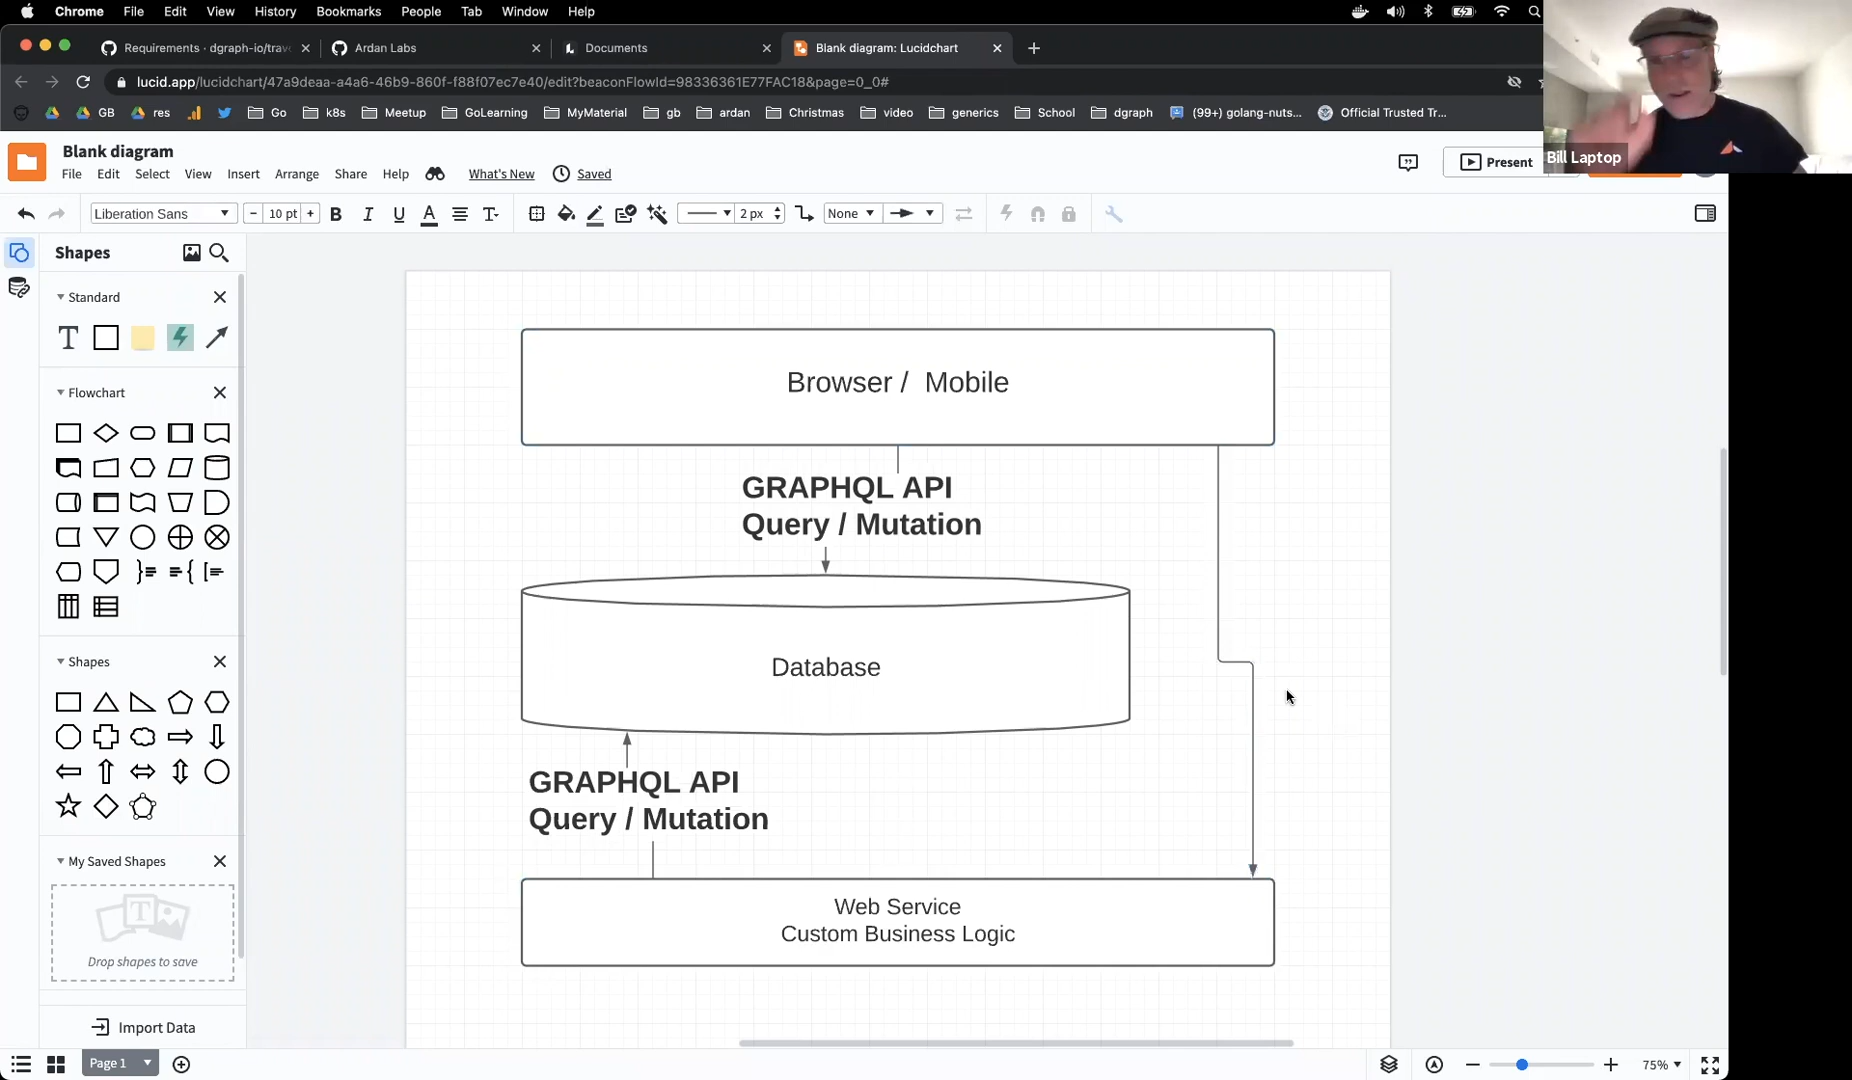 Chrome File Edit View History Bookmarks People Tab Window Help
Requirements · dgraph-io/trav
Ardan Labs
Documents
Blank diagram: Lucidchart
lucid.app/lucidchart/47a9deaa-a4a6-46b9-860f-f88f07ec7e40/edit?beaconFlowId=98336361E77FAC18&page=0_0#
GB res Go k8s Meetup GoLearning MyMaterial gb ardan Christmas video generics School dgraph (99+) golang-nuts... Official Trusted Tr...
Bill Laptop
Blank diagram
File Edit Select View Insert Arrange Share Help What's New Saved
Present
Liberation Sans 10 pt B I U A T 2 px None
Shapes
Standard
T
Flowchart
Shapes
My Saved Shapes
T
Drop shapes to save
Import Data
Browser / Mobile
GRAPHQL API
Query / Mutation
Database
GRAPHQL API
Query / Mutation
Web Service
Custom Business Logic
Page 1
75%